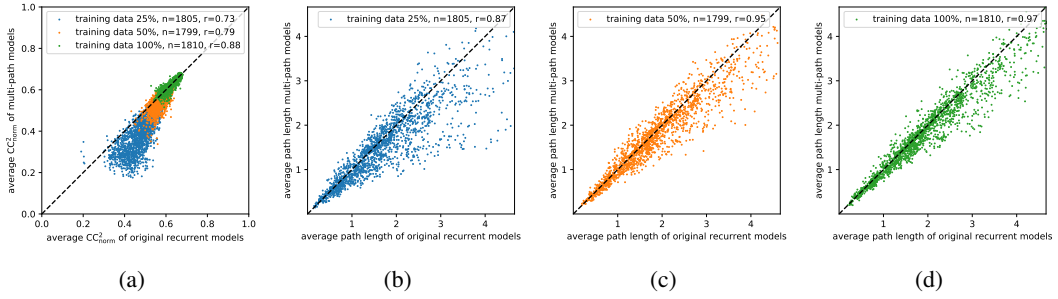 training data 25%, n=1805, r=0.73
training data 50%, n=1799, r=0.79
training data 100%, n=1810, r=0.88
1.0
0.8
0.6
0.4
0.2
0.0
0.0 0.2 0.4 0.6 0.8 1.0
average CC²norm of multi-path models
average CC²norm of original recurrent models
(a)
training data 25%, n=1805, r=0.87
4
3
2
1
1 2 3 4
average path length multi-path models
average path length of original recurrent models
(b)
training data 50%, n=1799, r=0.95
4
3
2
1
1 2 3 4
average path length multi-path models
average path length of original recurrent models
(c)
training data 100%, n=1810, r=0.97
4
3
2
1
1 2 3 4
average path length multi-path models
average path length of original recurrent models
(d)